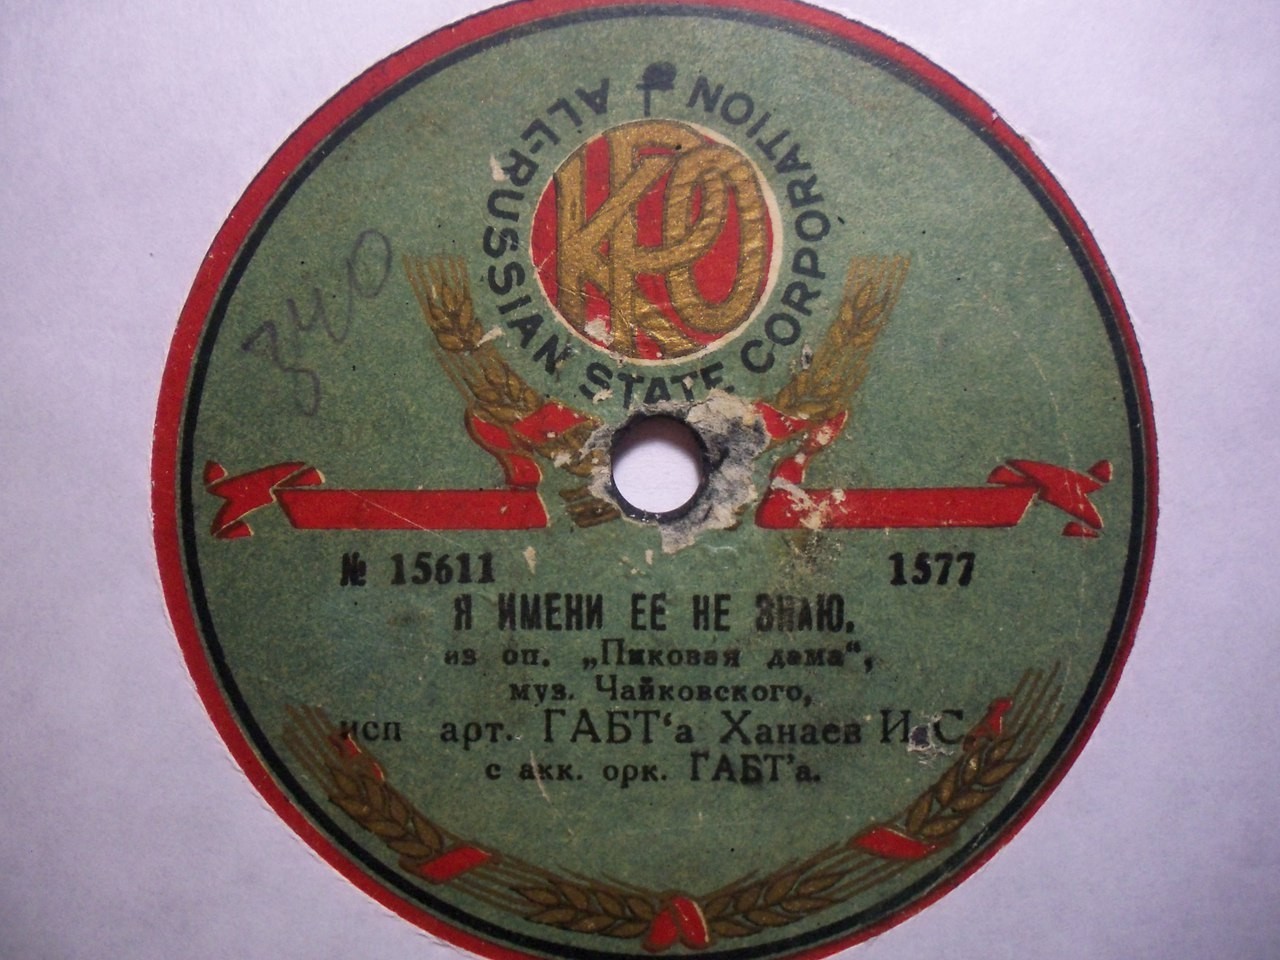 ALL-RUSSIAN STATE CORPORATION
KPO
340
№ 15611 1577
Я ИМЕНИ ЕЕ НЕ ЗНАЮ.
из оп. „Пиковая дама“,
муз. Чайковского,
исп арт. ГАБТ‘а Ханаев И. С.
с акк. орк. ГАБТ’а.